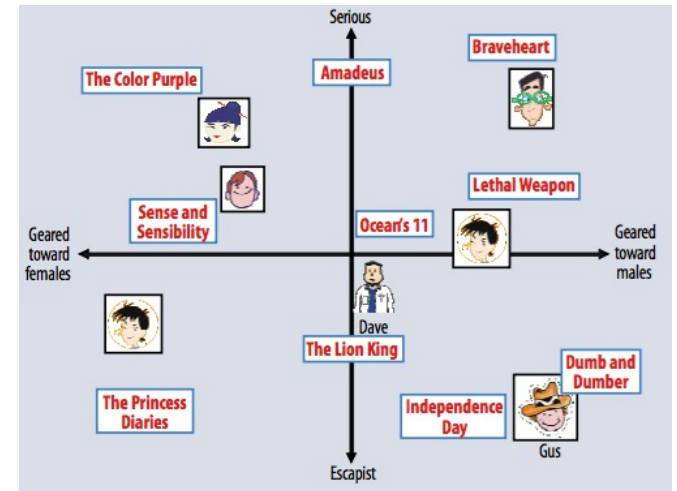 Serious
Braveheart
Amadeus
The Color Purple
Lethal Weapon
Sense and
Sensibility
Ocean's 11
Geared
toward
females
Geared
toward
males
Dave
The Lion King
Dumb and
Dumber
The Princess
Diaries
Independence
Day
Gus
Escapist